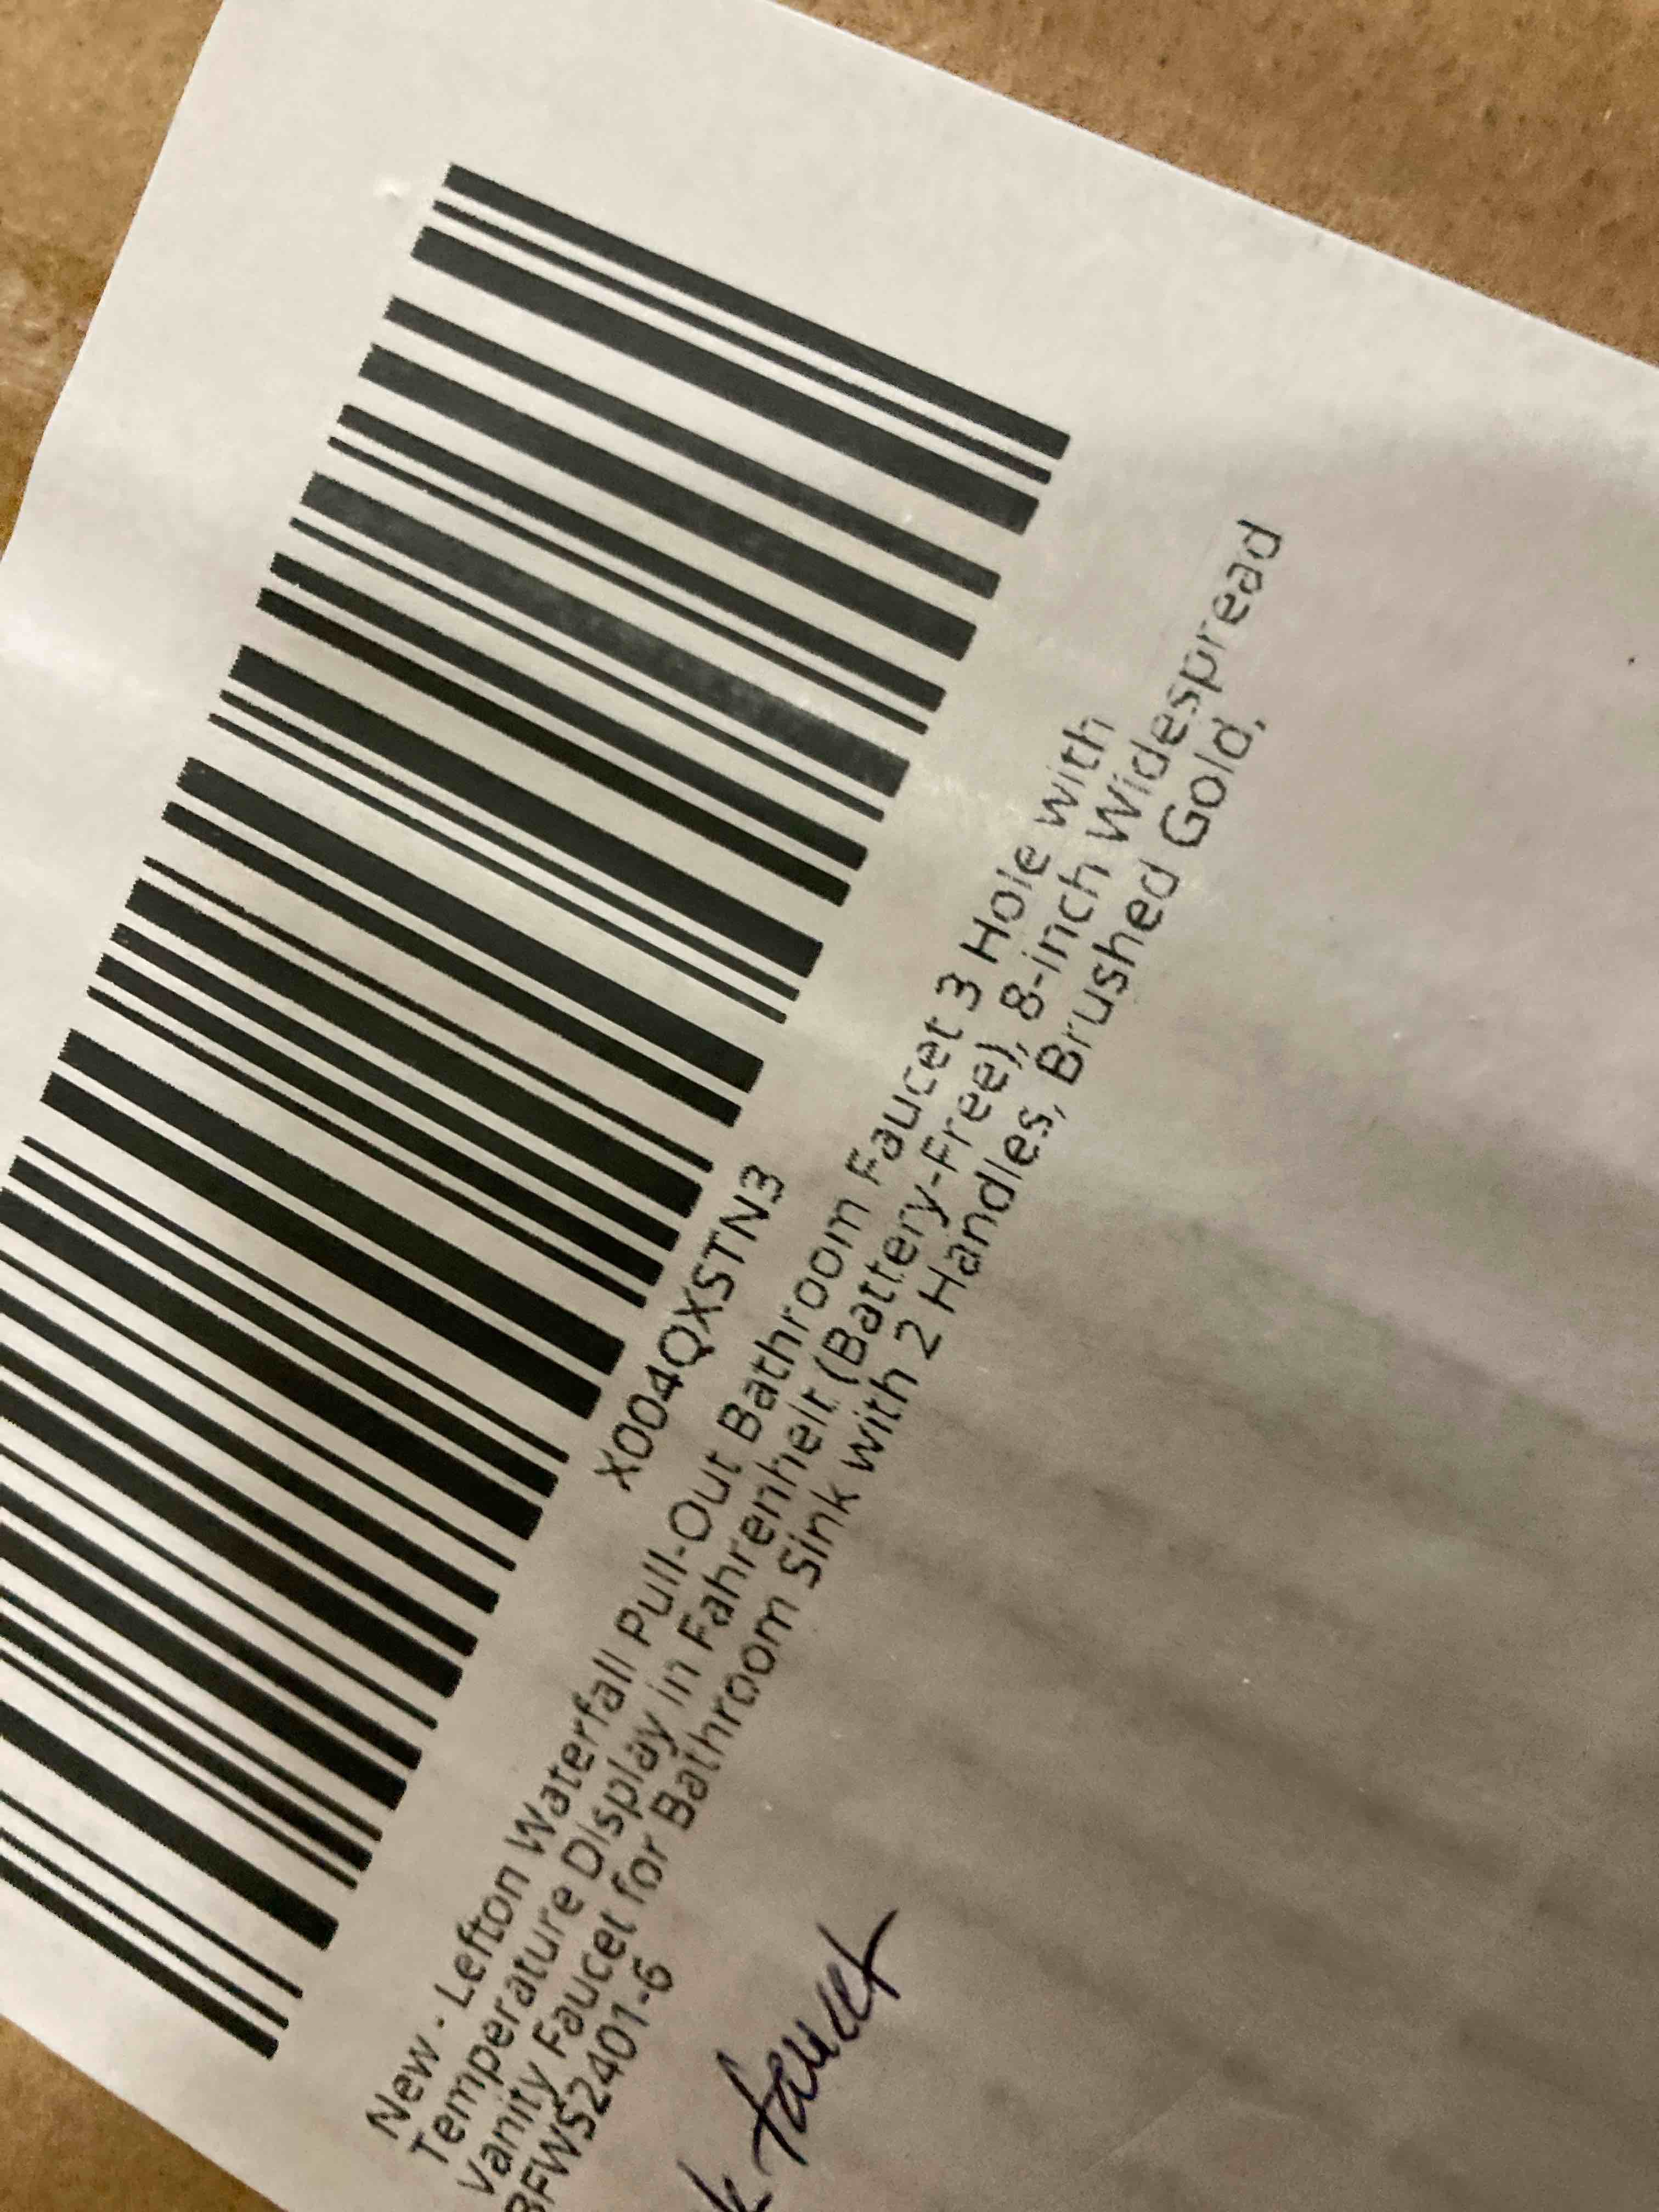 X004QXSTN3
New - Lefton Waterfall Pull-Out Bathroom Faucet 3 Hole with
Temperature Display in Fahrenheit (Battery-Free), 8-inch Widespread
Vanity Faucet for Bathroom Sink with 2 Handles, Brushed Gold,
BFWS2401-6
faucet